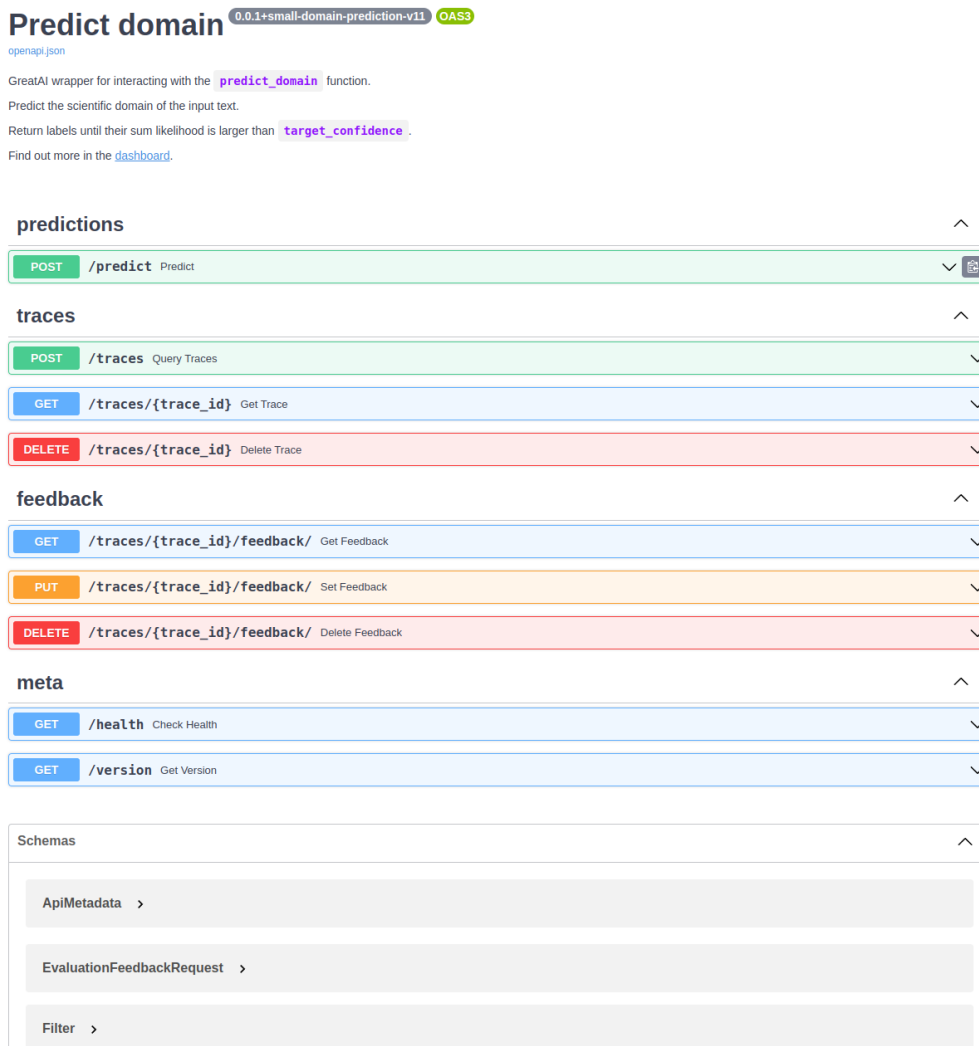 Predict domain 0.0.1+small-domain-prediction-v11 OAS3
openapi.json
GreatAI wrapper for interacting with the predict_domain function.
Predict the scientific domain of the input text.
Return labels until their sum likelihood is larger than target_confidence.
Find out more in the dashboard.
predictions
POST /predict Predict
traces
POST /traces Query Traces
GET /traces/{trace_id} Get Trace
DELETE /traces/{trace_id} Delete Trace
feedback
GET /traces/{trace_id}/feedback/ Get Feedback
PUT /traces/{trace_id}/feedback/ Set Feedback
DELETE /traces/{trace_id}/feedback/ Delete Feedback
meta
GET /health Check Health
GET /version Get Version
Schemas
ApiMetadata
EvaluationFeedbackRequest
Filter